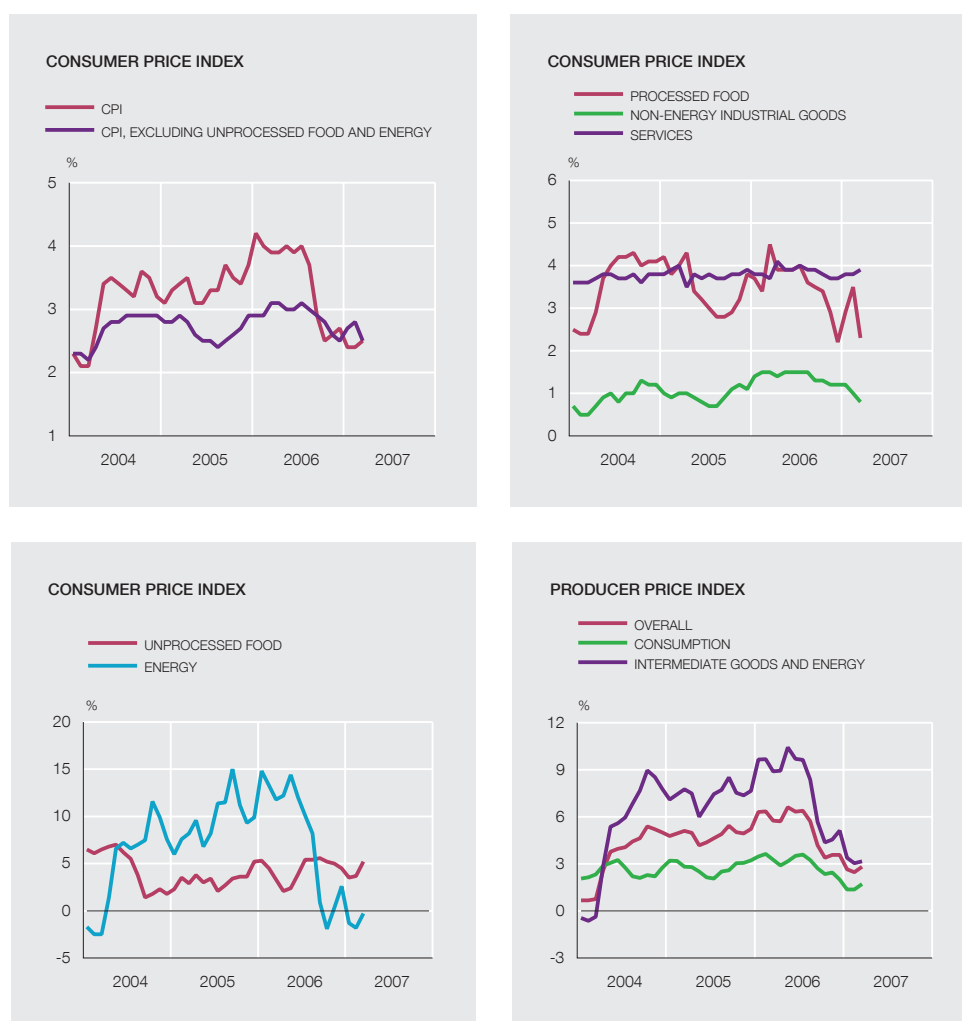 CONSUMER PRICE INDEX
CPI
CPI, EXCLUDING UNPROCESSED FOOD AND ENERGY
%
5
4
3
2
1
2004 2005 2006 2007
CONSUMER PRICE INDEX
PROCESSED FOOD
NON-ENERGY INDUSTRIAL GOODS
SERVICES
%
6
5
4
3
2
1
0
2004 2005 2006 2007
CONSUMER PRICE INDEX
UNPROCESSED FOOD
ENERGY
%
20
15
10
5
0
-5
2004 2005 2006 2007
PRODUCER PRICE INDEX
OVERALL
CONSUMPTION
INTERMEDIATE GOODS AND ENERGY
%
12
9
6
3
0
-3
2004 2005 2006 2007